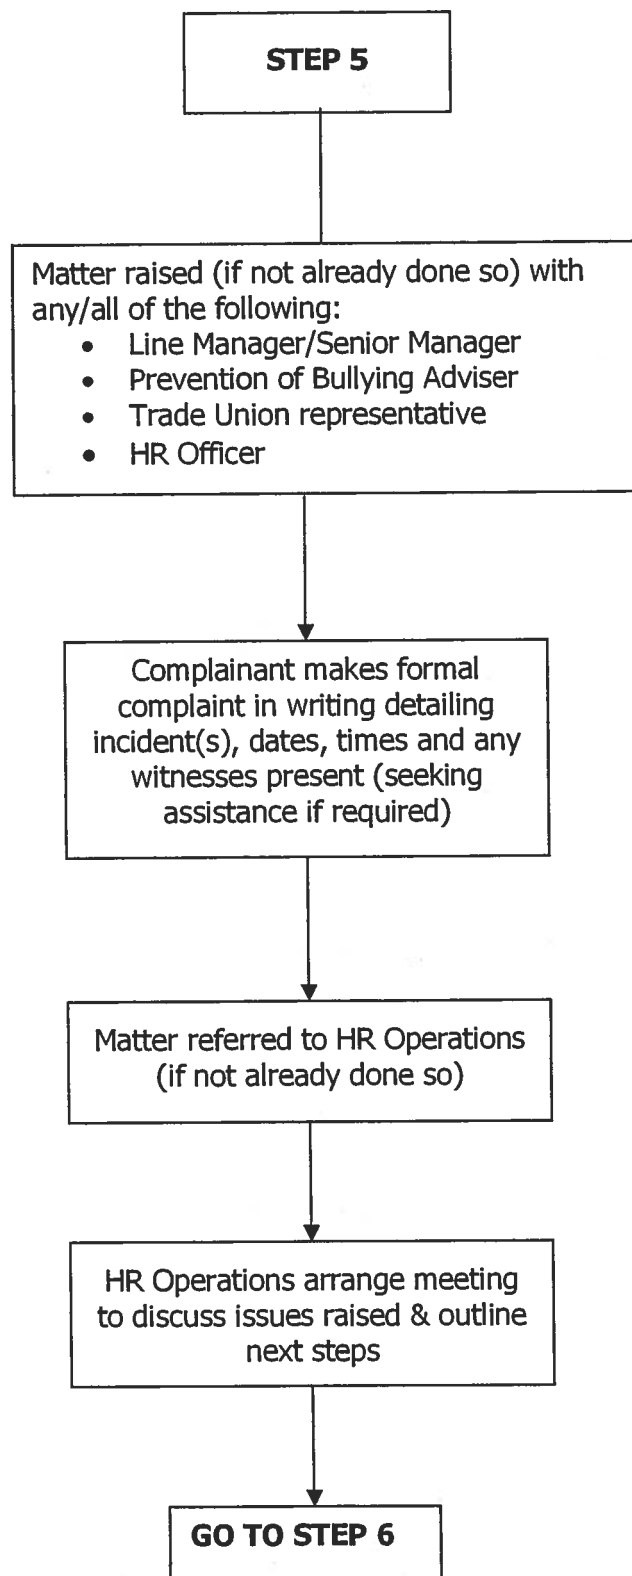 STEP 5
Matter raised (if not already done so) with
any/all of the following:
• Line Manager/Senior Manager
• Prevention of Bullying Adviser
• Trade Union representative
• HR Officer
Complainant makes formal
complaint in writing detailing
incident(s), dates, times and any
witnesses present (seeking
assistance if required)
Matter referred to HR Operations
(if not already done so)
HR Operations arrange meeting
to discuss issues raised & outline
next steps
GO TO STEP 6